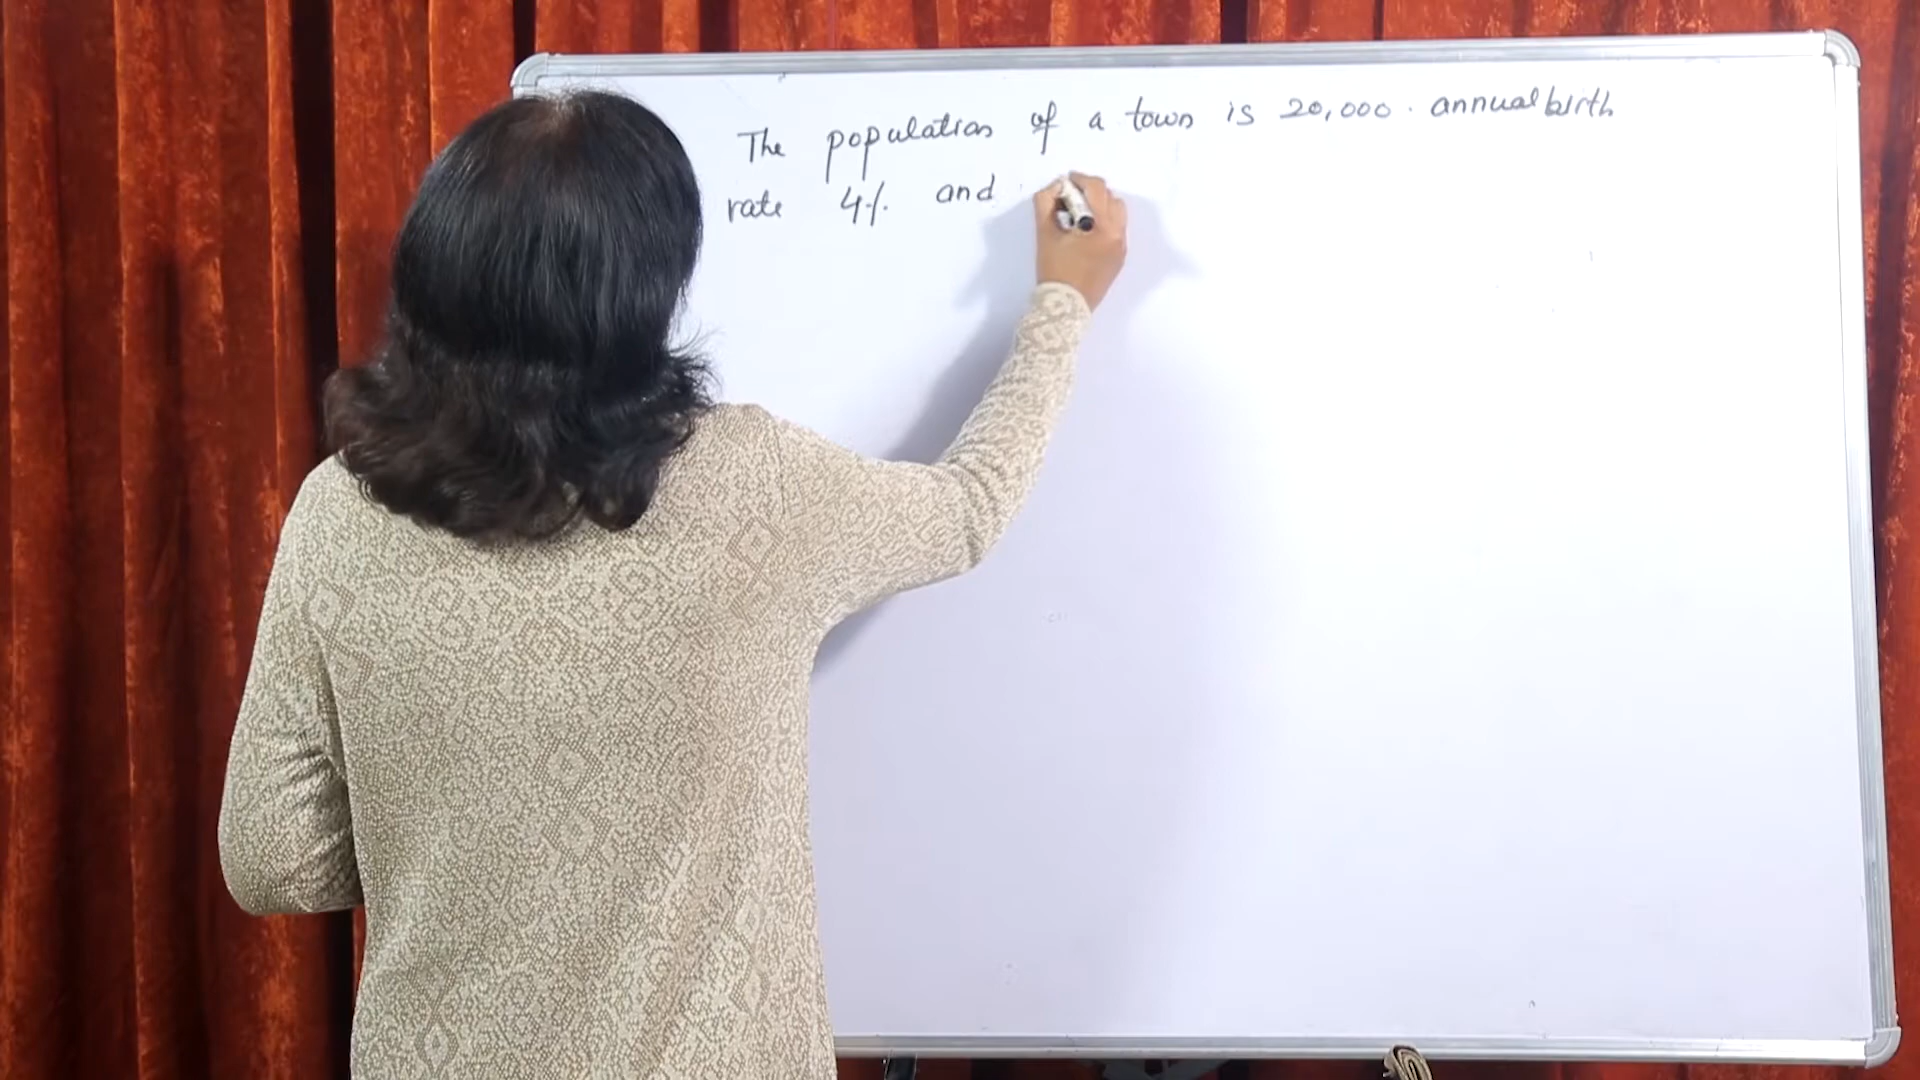 The population of a town is 20,000. annual birth
rate 4% and